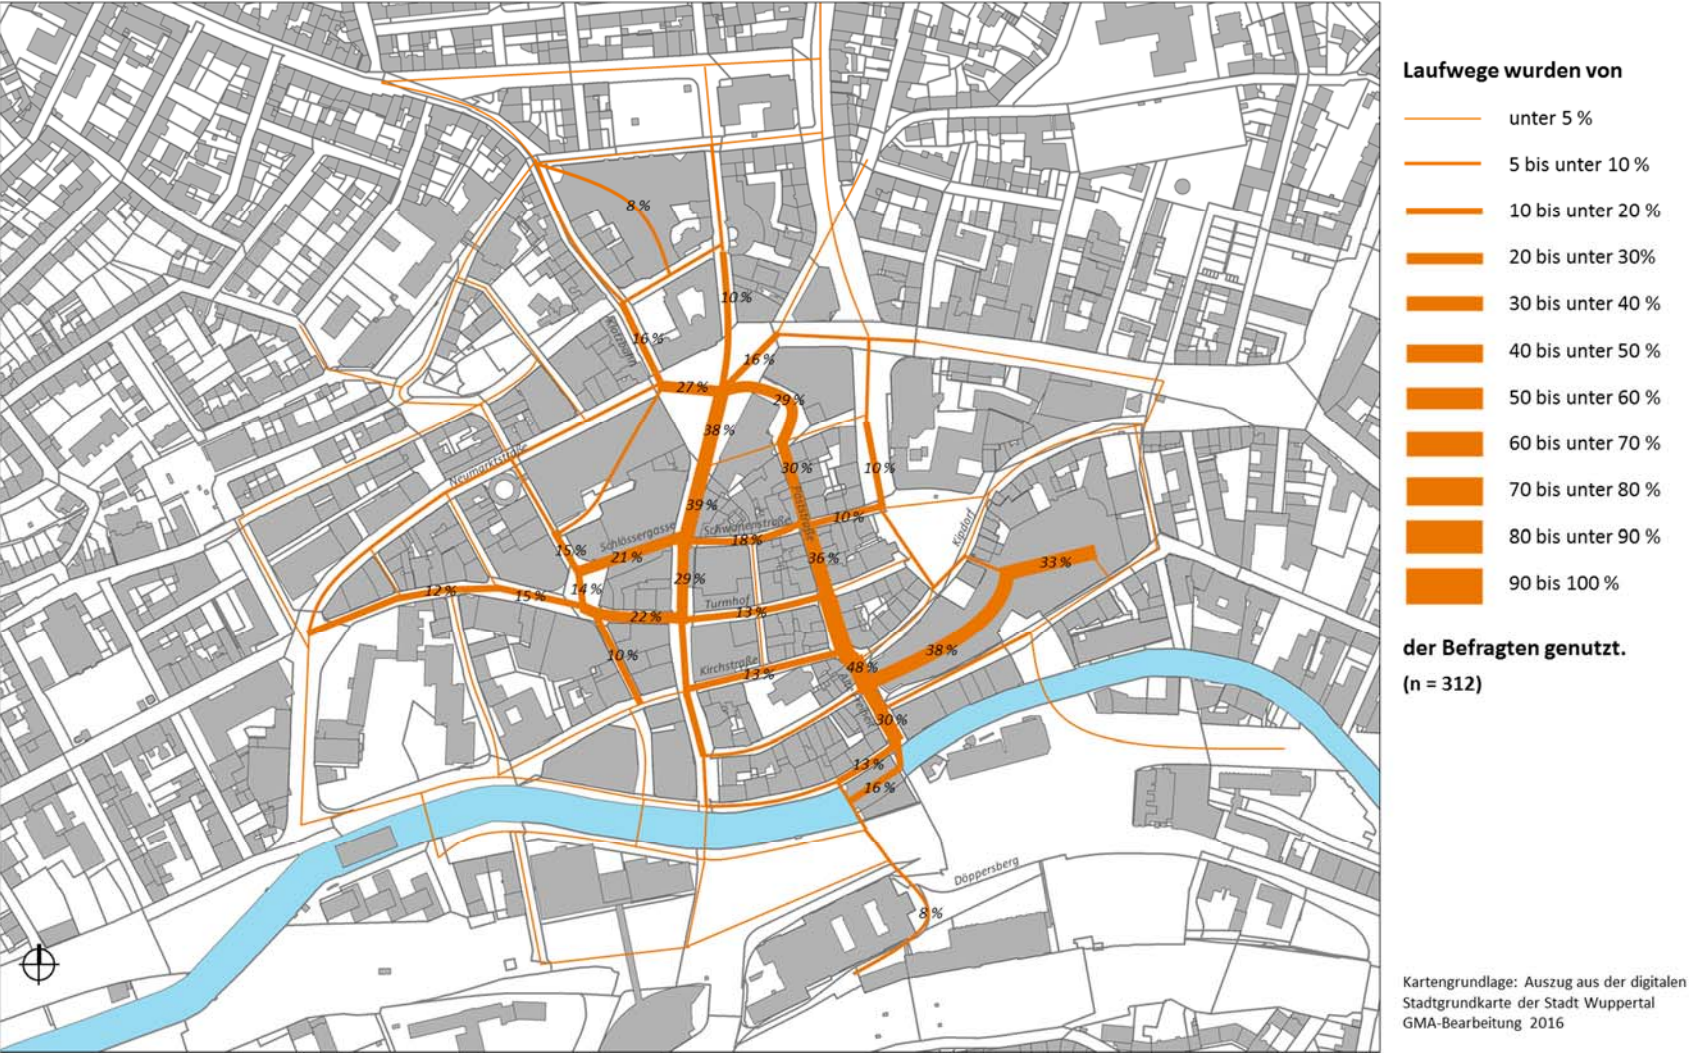 8 %
10 %
16 %
Klotzbahn
16 %
27 %
29 %
38 %
Neumarktstraße
30 %
10 %
39 %
Poststraße
Schlössergasse
Schwanenstraße
10 %
Kipdorf
15 %
21 %
18 %
36 %
33 %
29 %
14 %
12 %
15 %
Turmhof
22 %
13 %
10 %
Kirchstraße
13 %
38 %
48 %
Alte Freiheit
30 %
13 %
16 %
Döppersberg
8 %
Laufwege wurden von
unter 5 %
5 bis unter 10 %
10 bis unter 20 %
20 bis unter 30%
30 bis unter 40 %
40 bis unter 50 %
50 bis unter 60 %
60 bis unter 70 %
70 bis unter 80 %
80 bis unter 90 %
90 bis 100 %
der Befragten genutzt.
(n = 312)
Kartengrundlage: Auszug aus der digitalen
Stadtgrundkarte der Stadt Wuppertal
GMA-Bearbeitung 2016